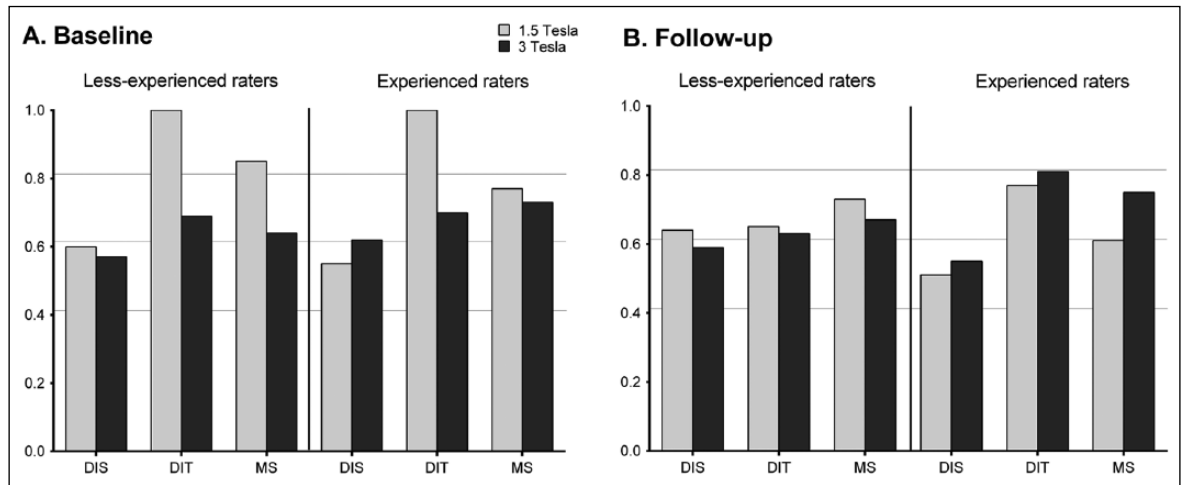 A. Baseline
1.5 Tesla
3 Tesla
Less-experienced raters
Experienced raters
1.0
0.8
0.6
0.4
0.2
0.0
DIS
DIT
MS
DIS
DIT
MS
B. Follow-up
Less-experienced raters
Experienced raters
1.0
0.8
0.6
0.4
0.2
0.0
DIS
DIT
MS
DIS
DIT
MS